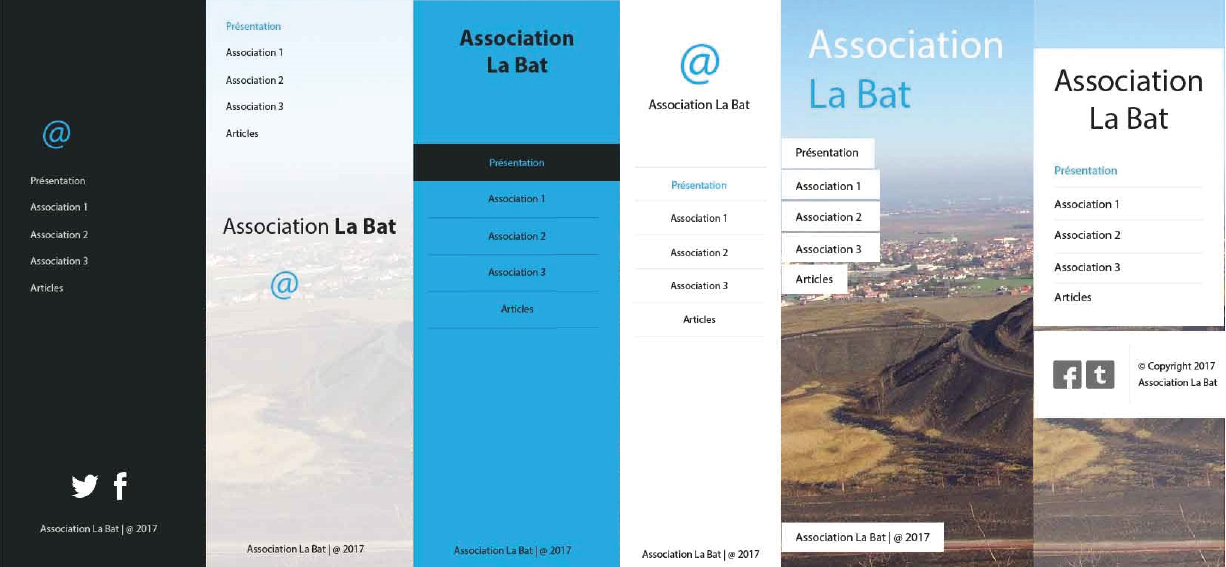 @
Présentation
Association 1
Association 2
Association 3
Articles
Association La Bat | @ 2017
Présentation
Association 1
Association 2
Association 3
Articles
Association La Bat
@
Association La Bat | @ 2017
Association
La Bat
Présentation
Association 1
Association 2
Association 3
Articles
Association La Bat | @ 2017
@
Association La Bat
Présentation
Association 1
Association 2
Association 3
Articles
Association La Bat | @ 2017
Association
La Bat
Présentation
Association 1
Association 2
Association 3
Articles
Association La Bat | @ 2017
Association
La Bat
Présentation
Association 1
Association 2
Association 3
Articles
f t
© Copyright 2017
Association La Bat